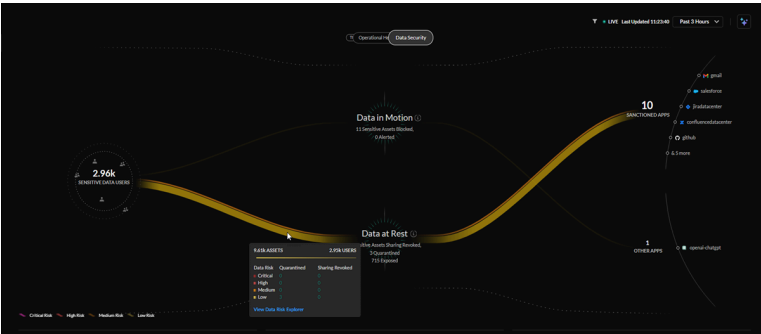 LIVE Last Updated 11:23:40 Past 3 Hours
Operational He Data Security
gmail
salesforce
10
SANCTIONED APPS
jiradatacenter
Data in Motion
11 Sensitive Assets Blocked,
0 Alerted
confluencedatacenter
github
& 5 more
2.96k
SENSITIVE DATA USERS
Data at Rest
itive Assets Sharing Revoked,
3 Quarantined
715 Exposed
1
OTHER APPS
openai-chatgpt
9.61k ASSETS 2.95k USERS
Data Risk Quarantined Sharing Revoked
Critical
High
Medium
Low
View Data Risk Explorer
Critical Risk High Risk Medium Risk Low Risk